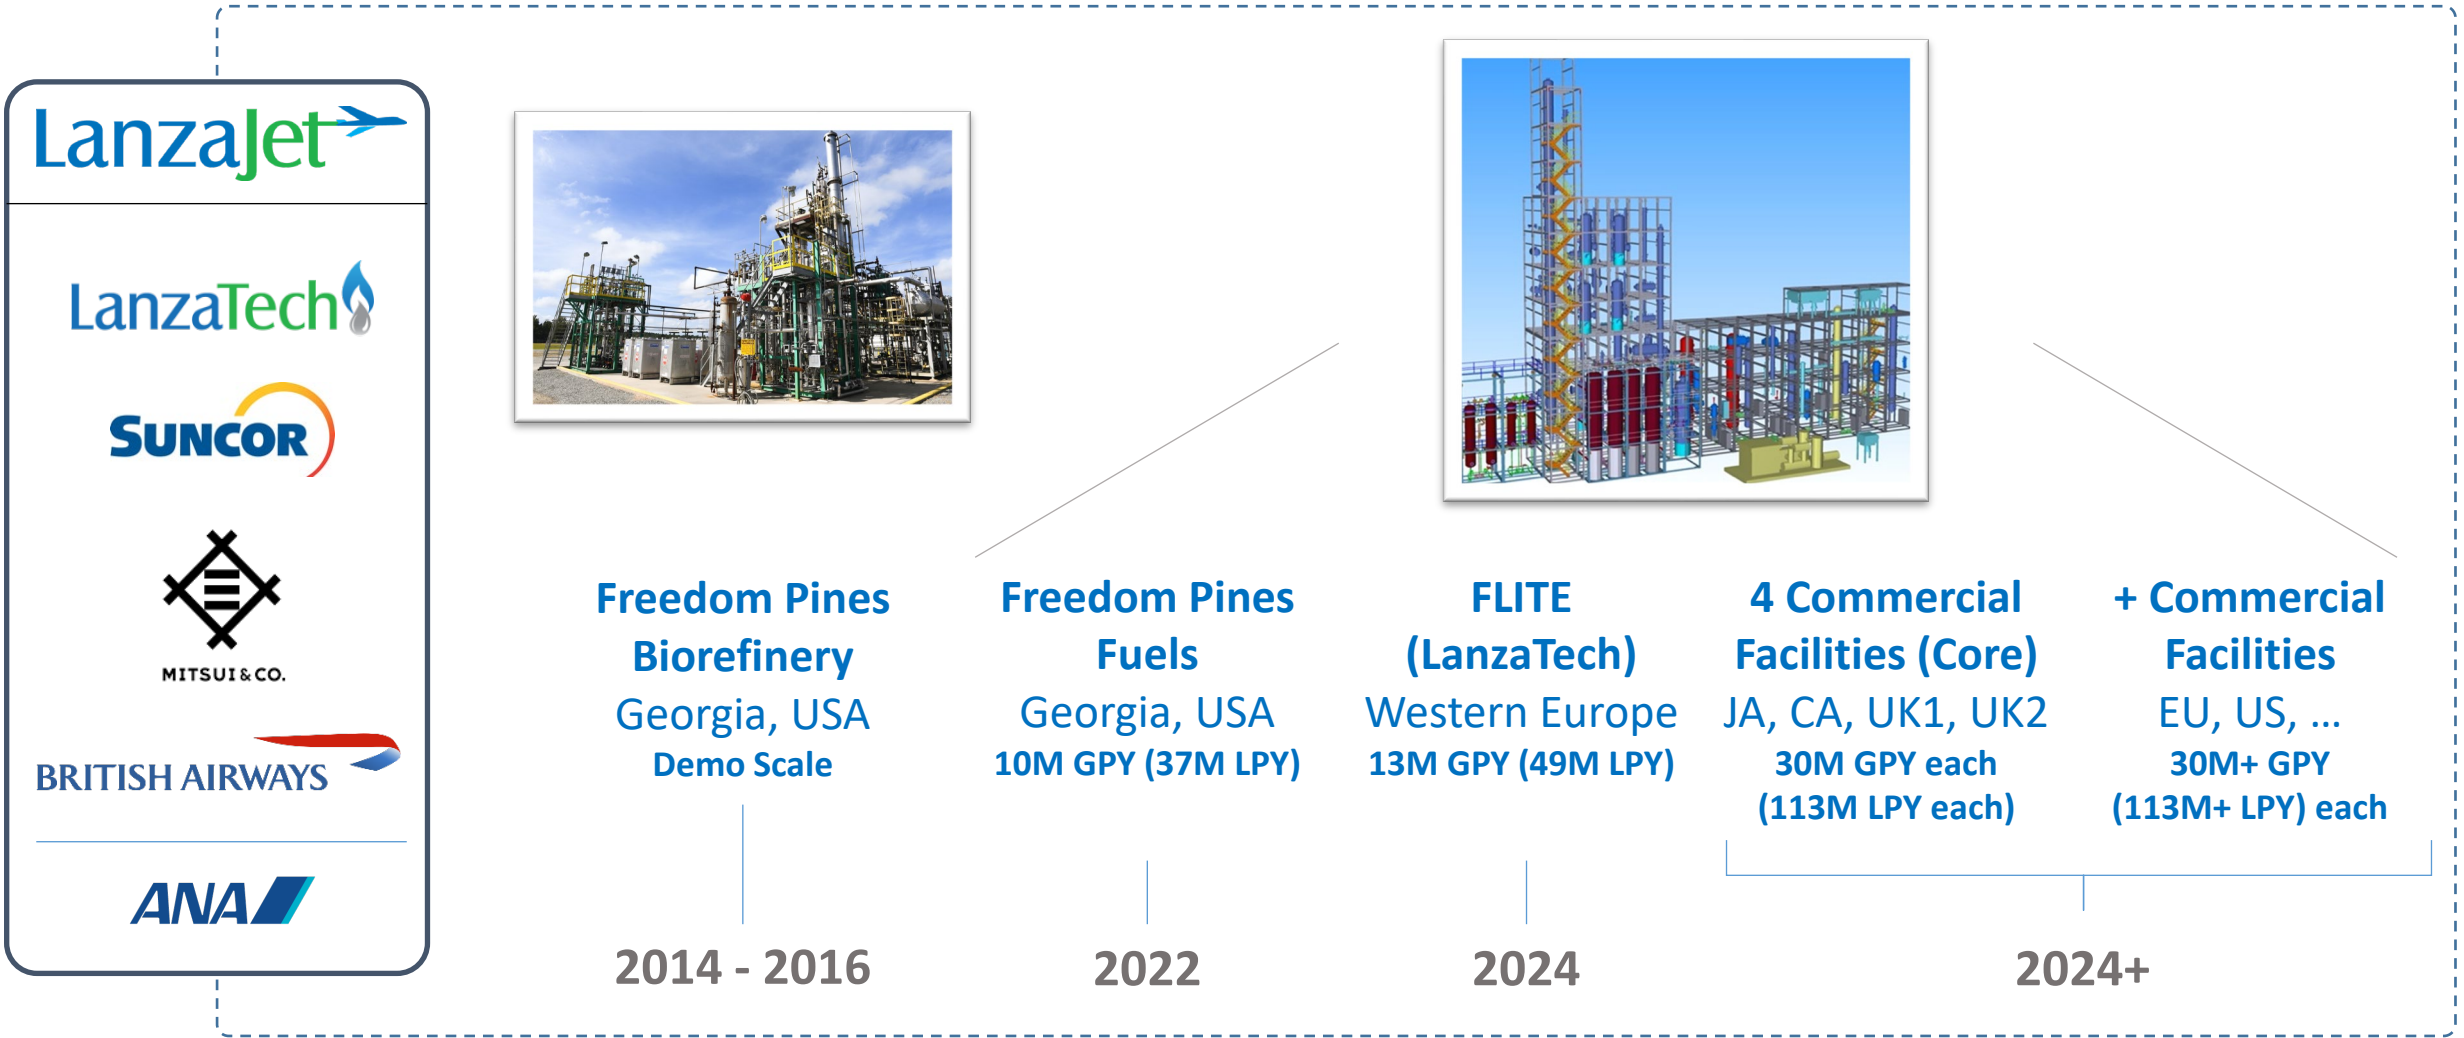 LanzaJet
LanzaTech
SUNCOR
MITSUI & CO.
BRITISH AIRWAYS
ANA
Freedom Pines
Biorefinery
Georgia, USA
Demo Scale
2014 - 2016
Freedom Pines
Fuels
Georgia, USA
10M GPY (37M LPY)
2022
FLITE
(LanzaTech)
Western Europe
13M GPY (49M LPY)
2024
4 Commercial
Facilities (Core)
JA, CA, UK1, UK2
30M GPY each
(113M LPY each)
+ Commercial
Facilities
EU, US, ...
30M+ GPY
(113M+ LPY) each
2024+